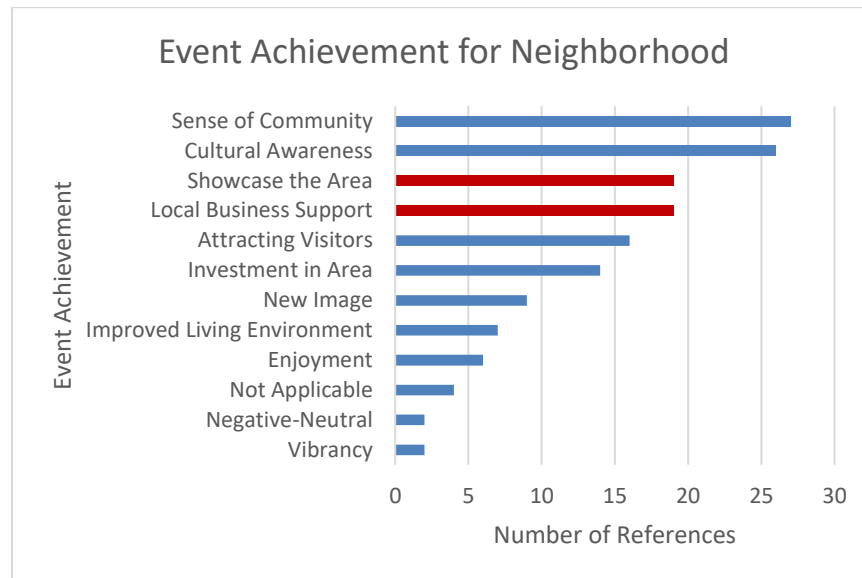 Event Achievement for Neighborhood
Event Achievement
Sense of Community
Cultural Awareness
Showcase the Area
Local Business Support
Attracting Visitors
Investment in Area
New Image
Improved Living Environment
Enjoyment
Not Applicable
Negative-Neutral
Vibrancy
0 5 10 15 20 25 30
Number of References